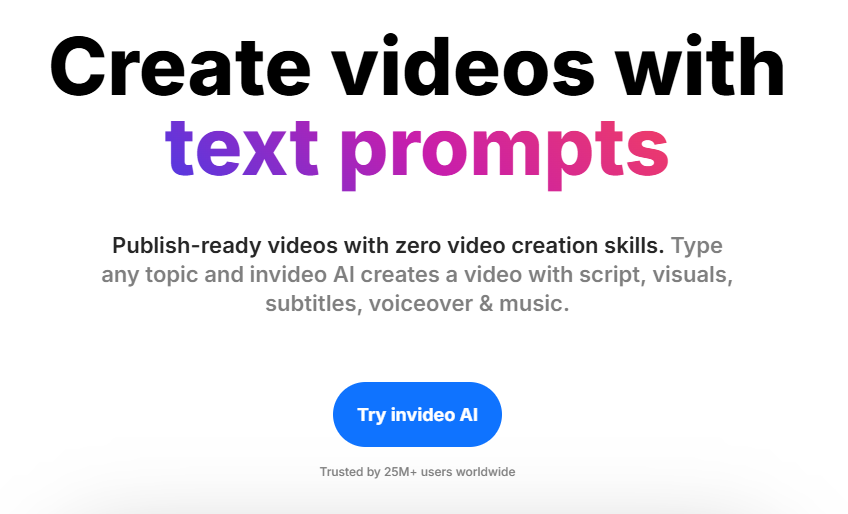 Create videos with
text prompts
Publish-ready videos with zero video creation skills. Type
any topic and invideo AI creates a video with script, visuals,
subtitles, voiceover & music.
Try invideo AI
Trusted by 25M+ users worldwide